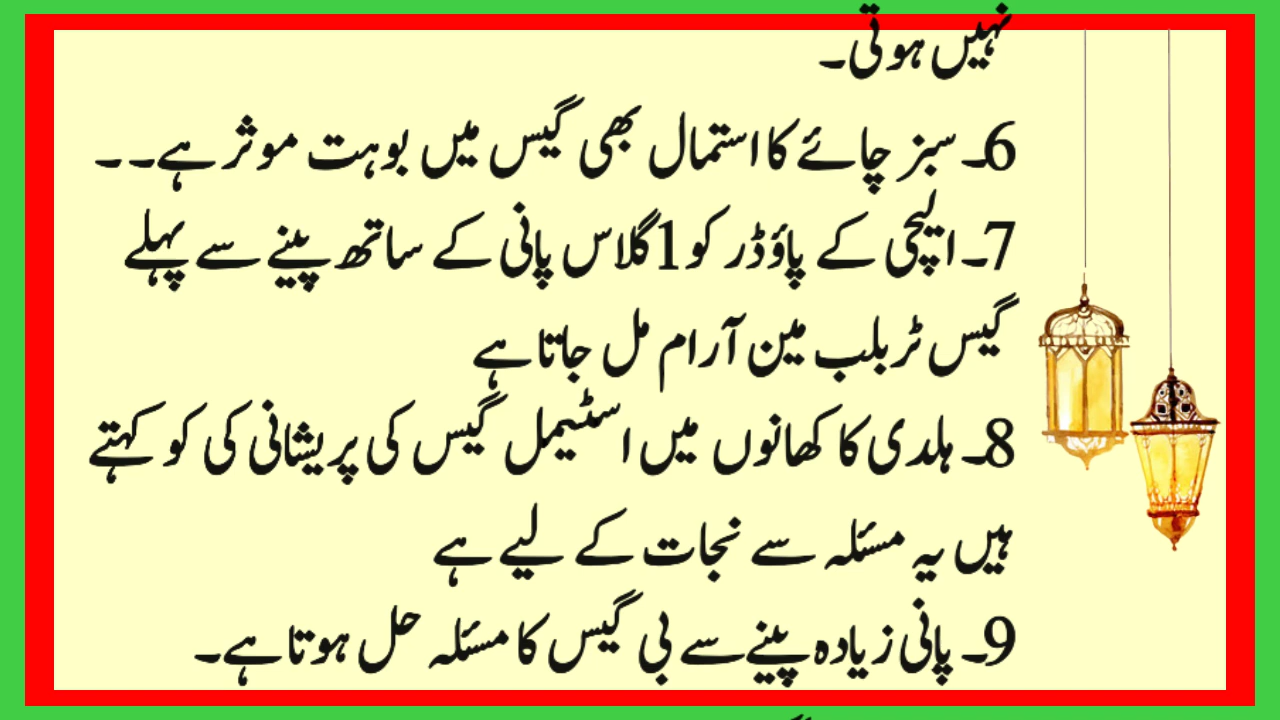 نہیں ہوتی۔
6۔ سبز چائے کا استمال بھی گیس میں بوہت موثر ہے۔۔
7۔ الیچی کے پاؤڈر کو 1 گلاس پانی کے ساتھ پینے سے پہلے
گیس ٹربلب مین آرام مل جاتا ہے
8۔ ہلدی کا کھانوں میں اسٹیمل گیس کی پریشانی کی کو کہتے
ہیں یہ مسئلہ سے نجات کے لیے ہے
9۔ پانی زیادہ پینے سے بی گیس کا مسئلہ حل ہوتا ہے۔